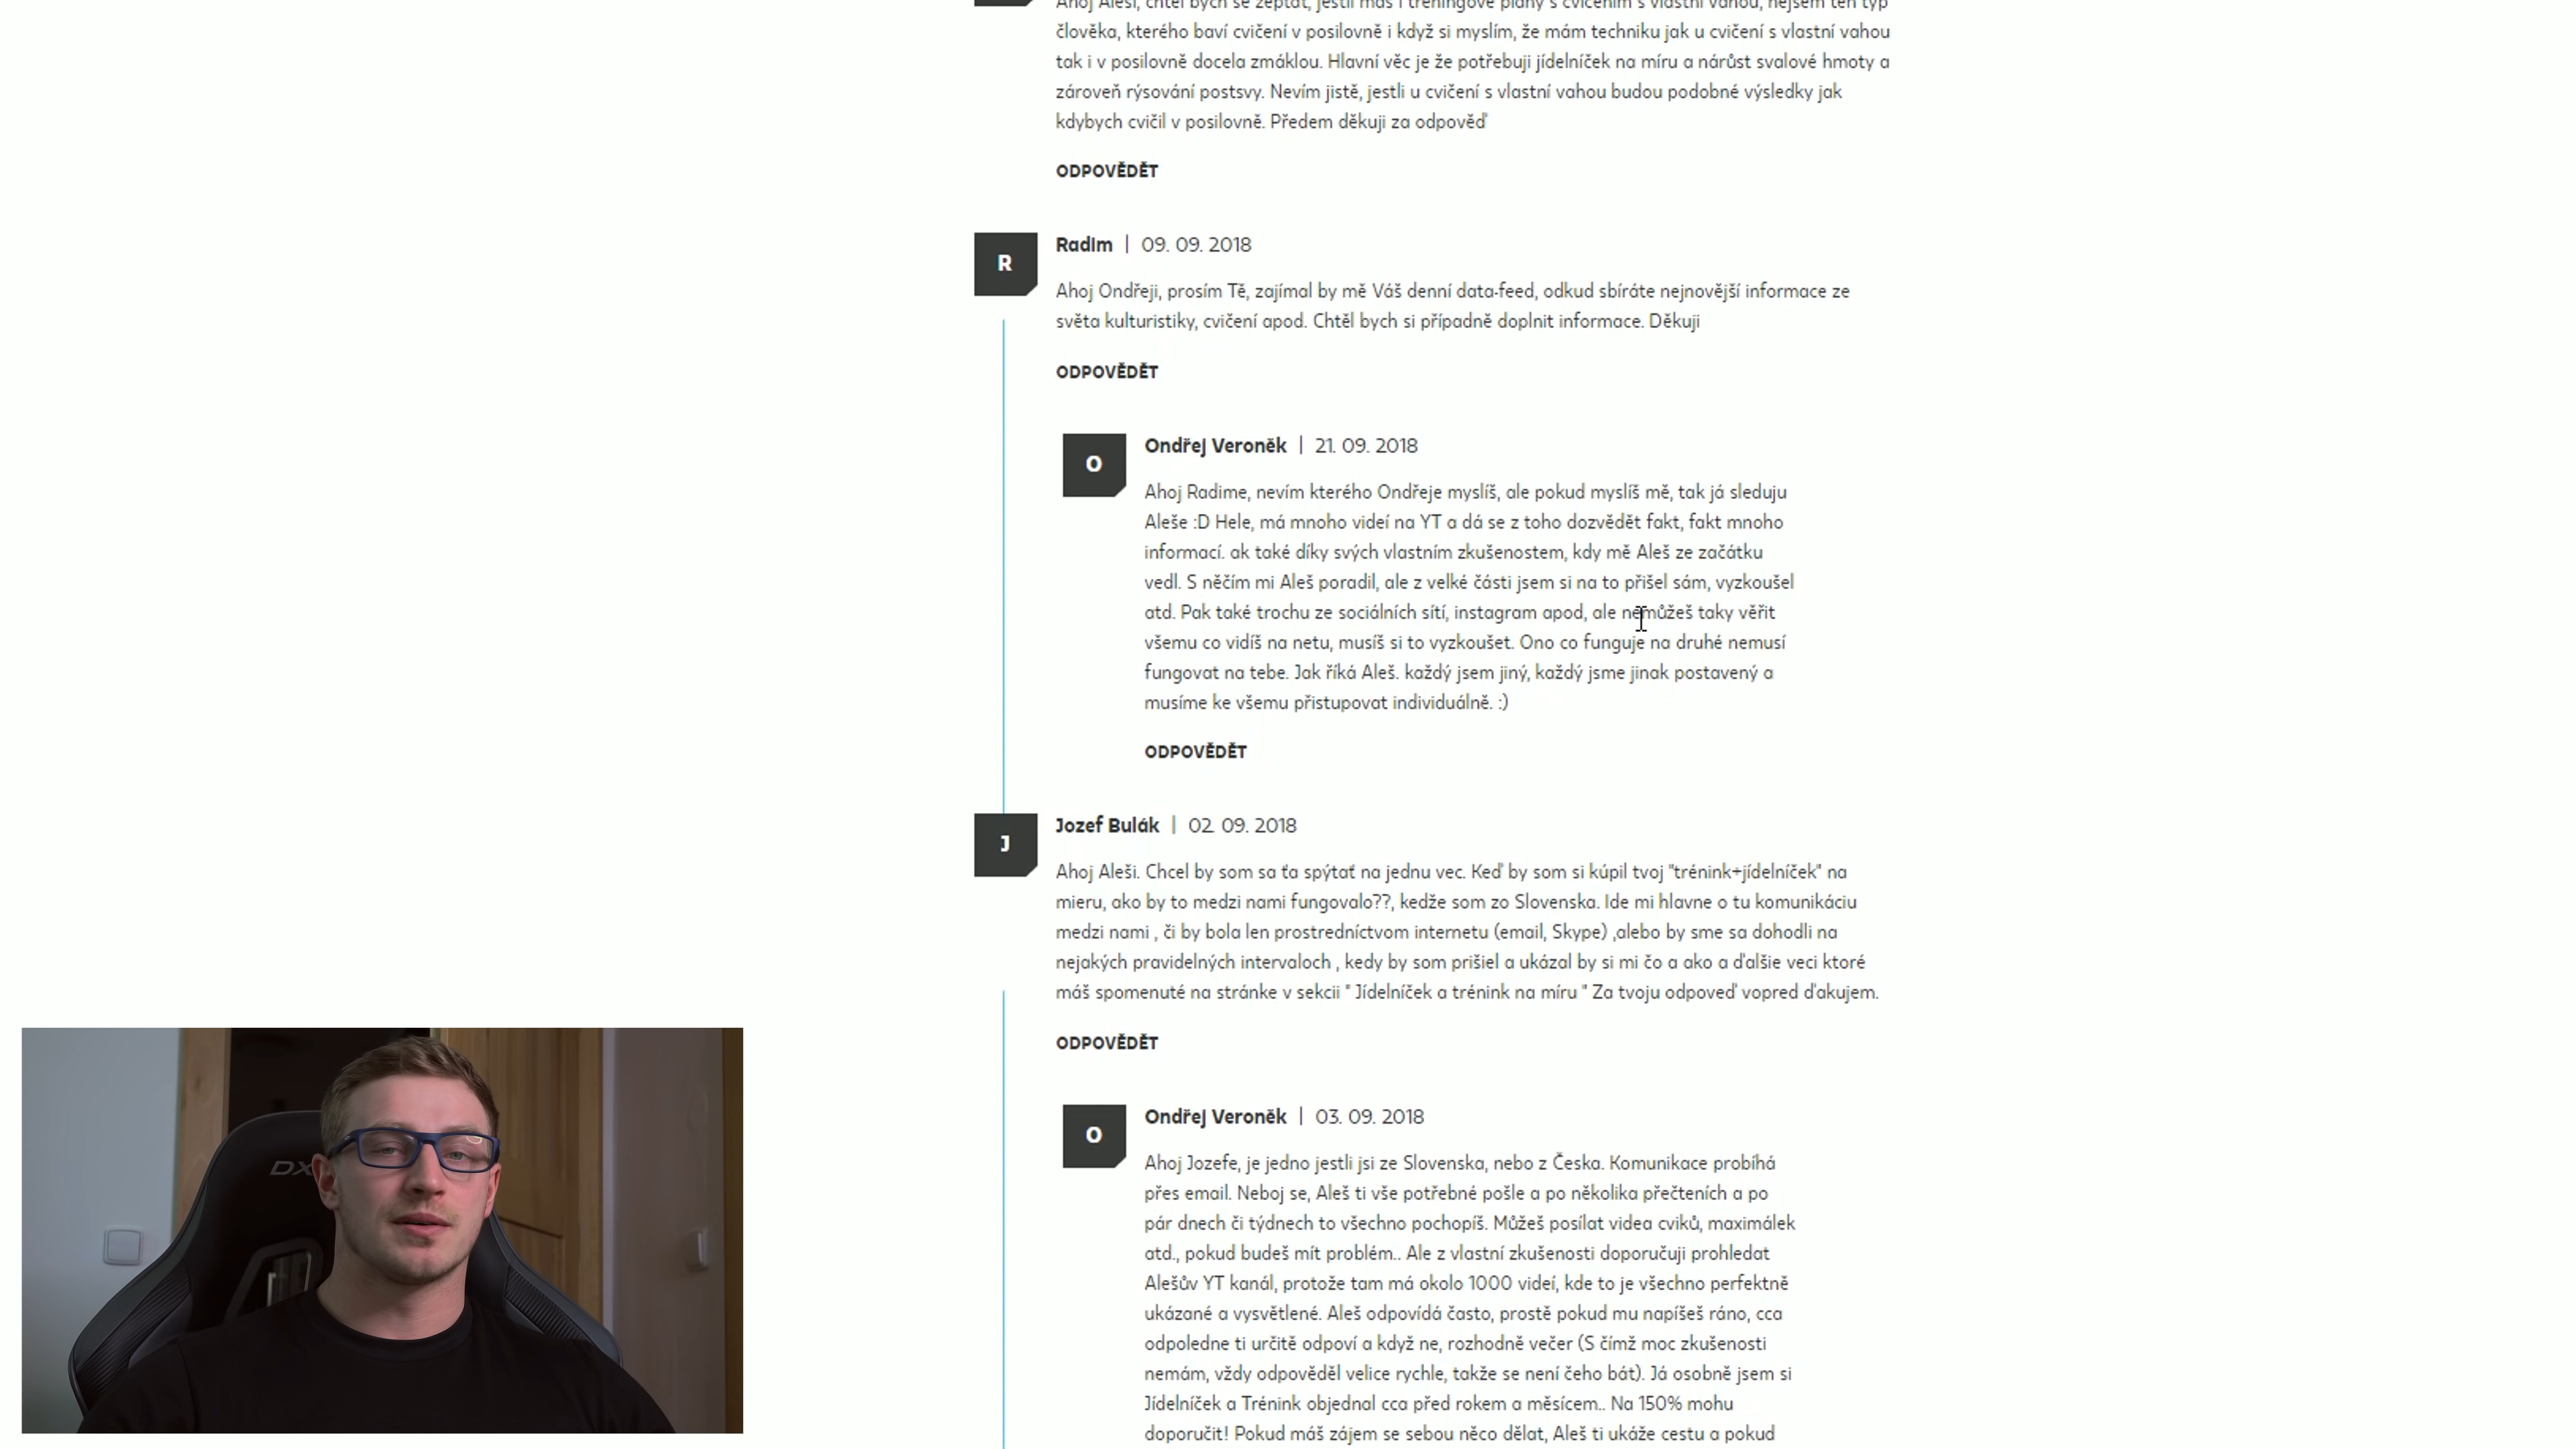 Ahoj Aleši, chtěl bych se zeptat, jestli máš i tréningové plány s cvičením s vlastní vahou, nejsem ten typ
člověka, kterého baví cvičení v posilovně i když si myslím, že mám techniku jak u cvičení s vlastní vahou
tak i v posilovně docela zmáklou. Hlavní věc je že potřebuji jídelníček na míru a nárůst svalové hmoty a
zároveň rýsování postsvy. Nevím jistě, jestli u cvičení s vlastní vahou budou podobné výsledky jak
kdybych cvičil v posilovně. Předem děkuji za odpověď
ODPOVĚDĚT
R
Radim | 09. 09. 2018
Ahoj Ondřeji, prosím Tě, zajímal by mě Váš denní data-feed, odkud sbíráte nejnovější informace ze
světa kulturistiky, cvičení apod. Chtěl bych si případně doplnit informace. Děkuji
ODPOVĚDĚT
O
Ondřej Veroněk | 21. 09. 2018
Ahoj Radime, nevím kterého Ondřeje myslíš, ale pokud myslíš mě, tak já sleduju
Aleše :D Hele, má mnoho videí na YT a dá se z toho dozvědět fakt, fakt mnoho
informací. ak také díky svých vlastním zkušenostem, kdy mě Aleš ze začátku
vedl. S něčím mi Aleš poradil, ale z velké části jsem si na to přišel sám, vyzkoušel
atd. Pak také trochu ze sociálních sítí, instagram apod, ale nemůžeš taky věřit
všemu co vidíš na netu, musíš si to vyzkoušet. Ono co funguje na druhé nemusí
fungovat na tebe. Jak říká Aleš. každý jsem jiný, každý jsme jinak postavený a
musíme ke všemu přistupovat individuálně. :)
ODPOVĚDĚT
J
Jozef Bulák | 02. 09. 2018
Ahoj Aleši. Chcel by som sa ťa spýtať na jednu vec. Keď by som si kúpil tvoj "trénink+jídelníček" na
mieru, ako by to medzi nami fungovalo??, kedže som zo Slovenska. Ide mi hlavne o tu komunikáciu
medzi nami , či by bola len prostredníctvom internetu (email, Skype) ,alebo by sme sa dohodli na
nejakých pravidelných intervaloch , kedy by som prišiel a ukázal by si mi čo a ako a ďalšie veci ktoré
máš spomenuté na stránke v sekcii " Jídelníček a trénink na míru " Za tvoju odpoveď vopred ďakujem.
ODPOVĚDĚT
O
Ondřej Veroněk | 03. 09. 2018
Ahoj Jozefe, je jedno jestli jsi ze Slovenska, nebo z Česka. Komunikace probíhá
přes email. Neboj se, Aleš ti vše potřebné pošle a po několika přečteních a po
pár dnech či týdnech to všechno pochopíš. Můžeš posílat videa cviků, maximálek
atd., pokud budeš mít problém.. Ale z vlastní zkušenosti doporučuji prohledat
Alešův YT kanál, protože tam má okolo 1000 videí, kde to je všechno perfektně
ukázané a vysvětlené. Aleš odpovídá často, prostě pokud mu napíšeš ráno, cca
odpoledne ti určitě odpoví a když ne, rozhodně večer (S čímž moc zkušenosti
nemám, vždy odpověděl velice rychle, takže se není čeho bát). Já osobně jsem si
Jídelníček a Trénink objednal cca před rokem a měsícem.. Na 150% mohu
doporučit! Pokud máš zájem se sebou něco dělat, Aleš ti ukáže cestu a pokud
DX